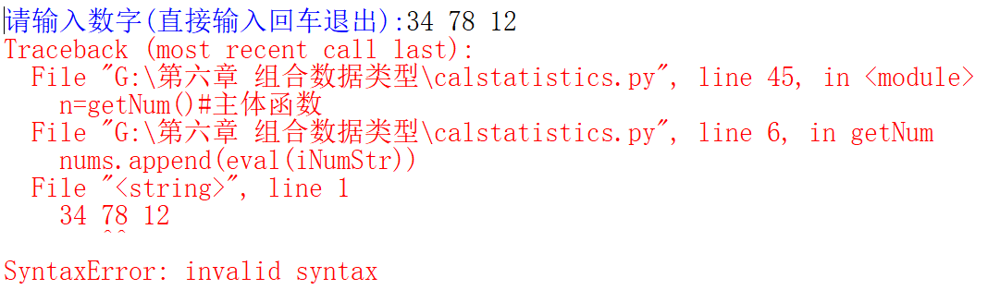 请输入数字(直接输入回车退出):34 78 12
Traceback (most recent call last):
  File "G:\第六章 组合数据类型\calstatistics.py", line 45, in <module>
    n=getNum()#主体函数
  File "G:\第六章 组合数据类型\calstatistics.py", line 6, in getNum
    nums.append(eval(iNumStr))
  File "<string>", line 1
    34 78 12
       ^^
SyntaxError: invalid syntax